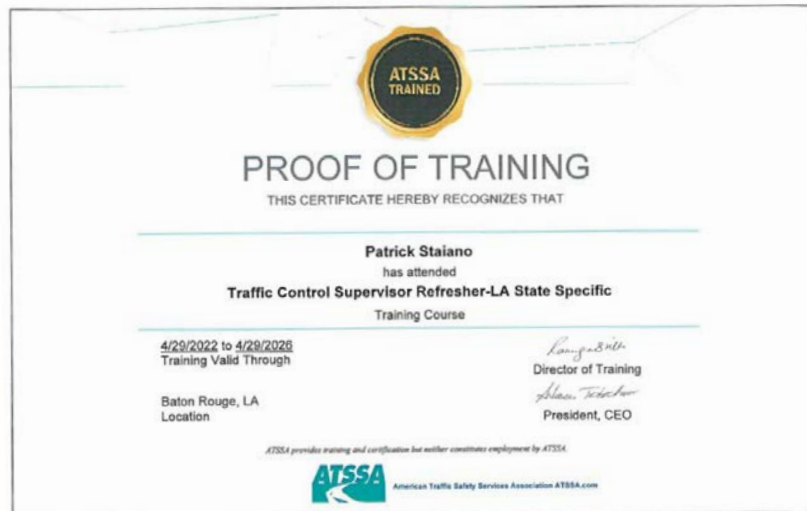 ATSSA
TRAINED
PROOF OF TRAINING
THIS CERTIFICATE HEREBY RECOGNIZES THAT
Patrick Staiano
has attended
Traffic Control Supervisor Refresher-LA State Specific
Training Course
4/29/2022 to 4/29/2026
Training Valid Through
Director of Training
Baton Rouge, LA
Location
President, CEO
ATSSA provides training and certification but neither constitutes employment by ATSSA.
ATSSA
American Traffic Safety Services Association ATSSA.com